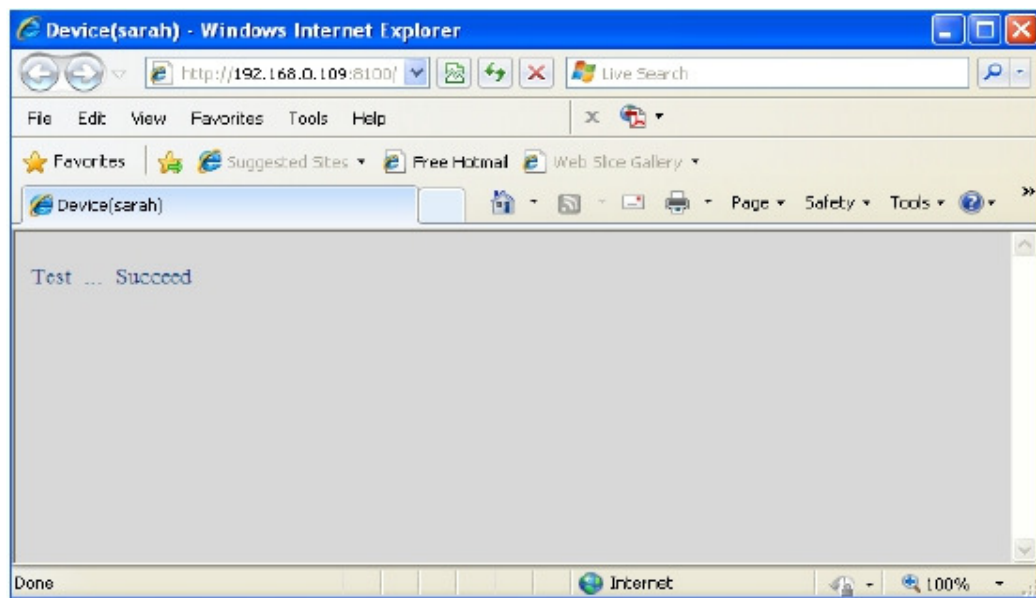 Device(sarah) - Windows Internet Explorer
http://192.168.0.109:8100/
Live Search
File Edit View Favorites Tools Help
x
Favorites Suggested Sites Free Hotmail Web Slice Gallery
Device(sarah) Page Safety Tools »
Test ... Succeed
Done Internet 100%